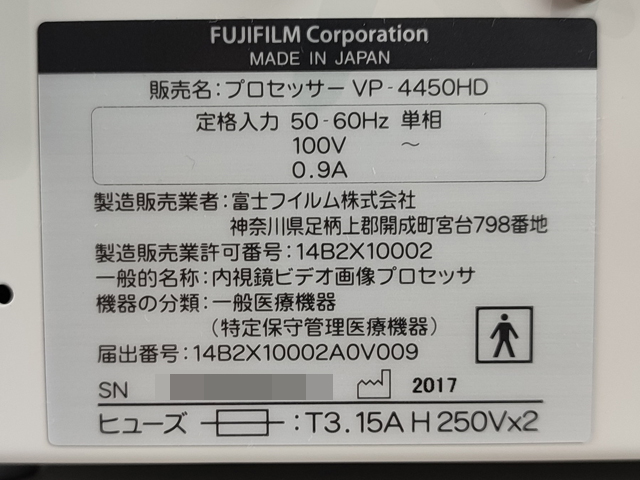 FUJIFILM Corporation
MADE IN JAPAN
販売名：プロセッサー VP-4450HD
定格入力 50-60Hz 単相
100V ～
0.9A
製造販売業者：富士フイルム株式会社
神奈川県足柄上郡開成町宮台798番地
製造販売業許可番号：14B2X10002
一般的名称：内視鏡ビデオ画像プロセッサ
機器の分類：一般医療機器
（特定保守管理医療機器）
届出番号：14B2X10002A0V009
SN 2017
ヒューズ ：T3.15A H 250Vx2